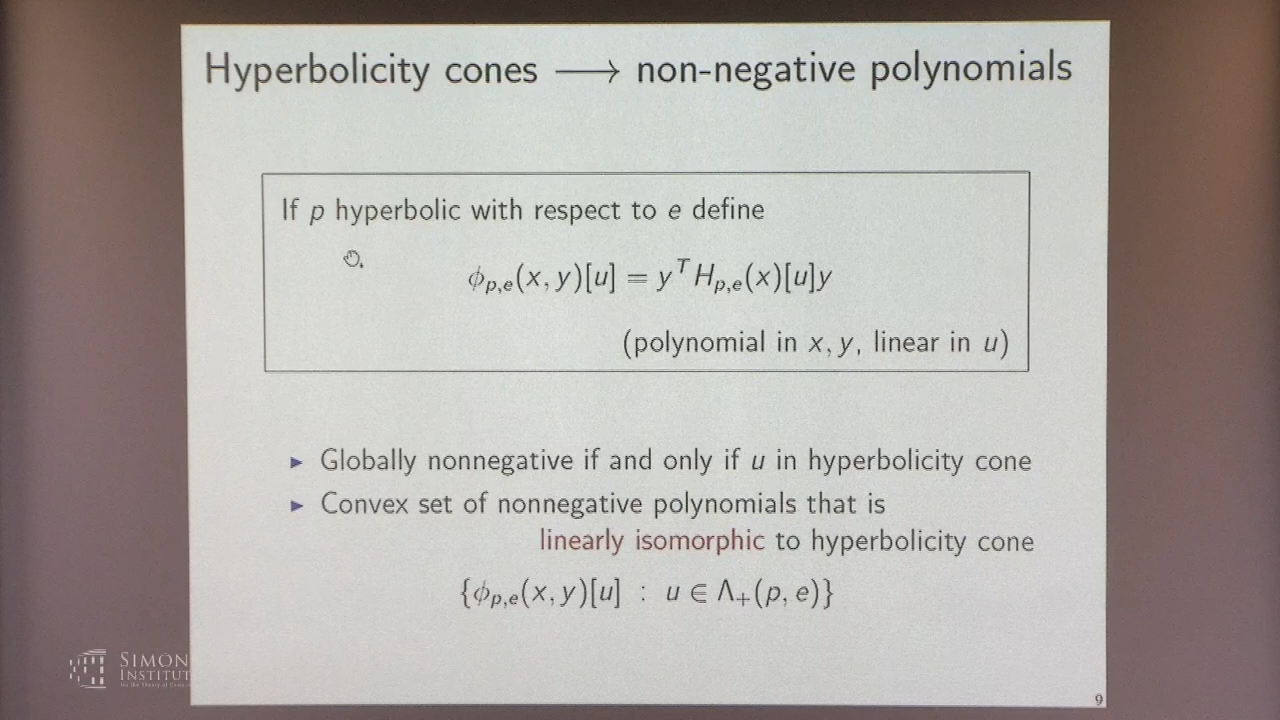 Hyperbolicity cones ⟶ non-negative polynomials
If p hyperbolic with respect to e define
ϕ_{p,e}(x, y)[u] = y^T H_{p,e}(x)[u]y
(polynomial in x, y, linear in u)
▶ Globally nonnegative if and only if u in hyperbolicity cone
▶ Convex set of nonnegative polynomials that is
linearly isomorphic to hyperbolicity cone
{ϕ_{p,e}(x, y)[u] : u ∈ Λ_+(p, e)}
SIMON
INSTITUT
9